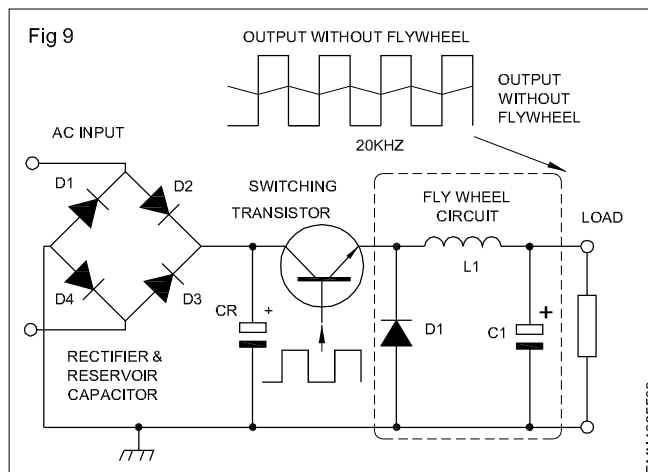 Fig 9
OUTPUT WITHOUT FLYWHEEL
OUTPUT
WITHOUT
FLYWHEEL
20KHZ
AC INPUT
D1
D2
SWITCHING
TRANSISTOR
FLY WHEEL
CIRCUIT
LOAD
L1
D4
D3
CR
+
D1
C1
+
RECTIFIER &
RESERVOIR
CAPACITOR